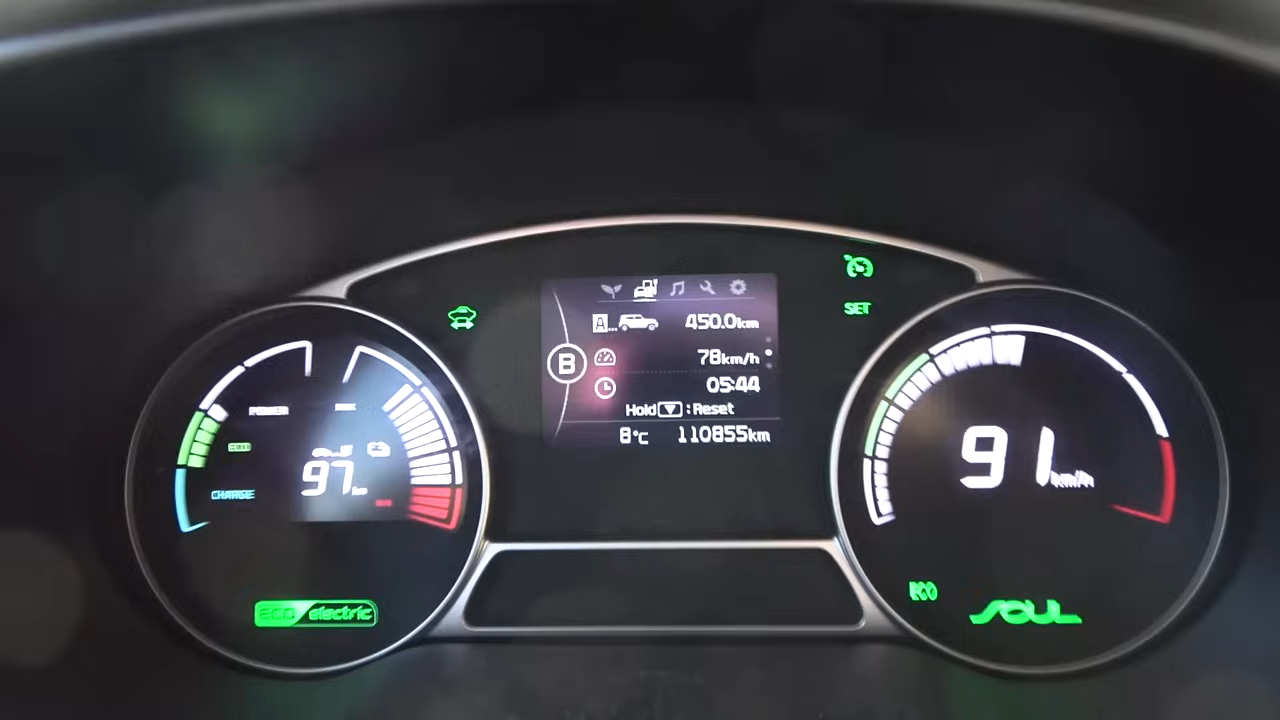 SET
A... 450.0km
B
78km/h
05:44
Hold ▼ : Reset
8°C 110855km
POWER
ECO
97 km
CHARGE
91 km/h
ECO electric
ECO
SOUL